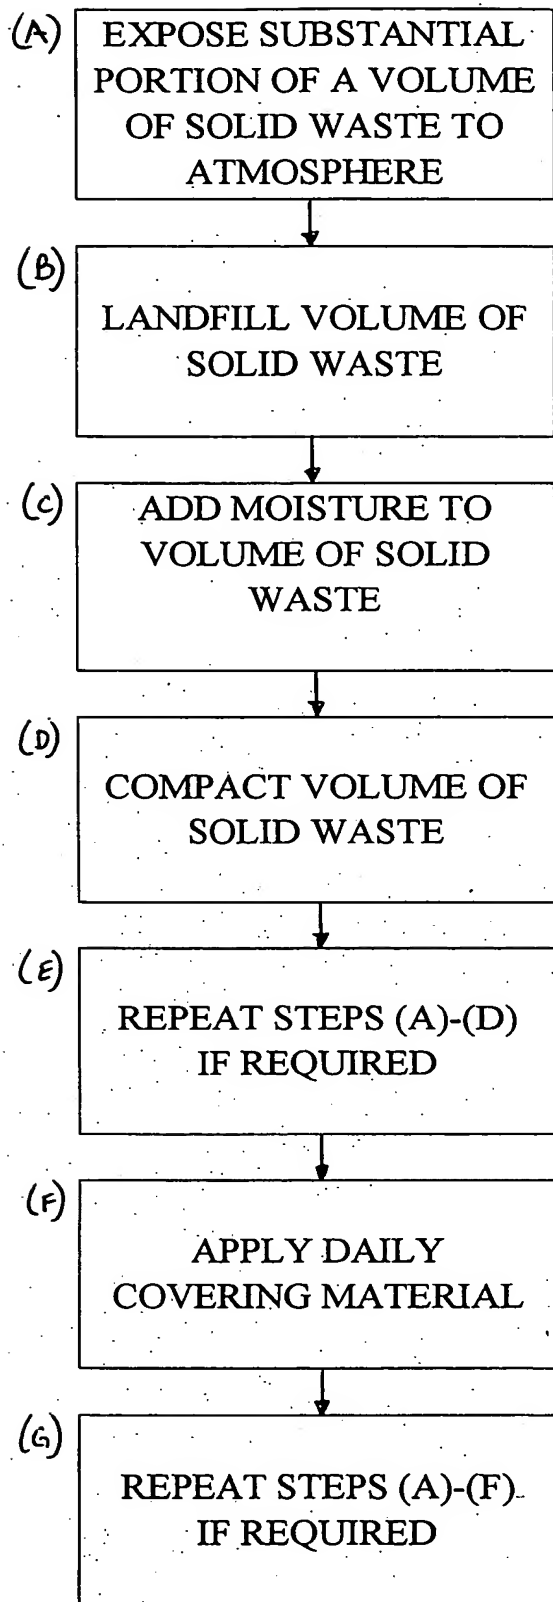 (A)
EXPOSE SUBSTANTIAL
PORTION OF A VOLUME
OF SOLID WASTE TO
ATMOSPHERE
(B)
LANDFILL VOLUME OF
SOLID WASTE
(C)
ADD MOISTURE TO
VOLUME OF SOLID
WASTE
(D)
COMPACT VOLUME OF
SOLID WASTE
(E)
REPEAT STEPS (A)-(D)
IF REQUIRED
(F)
APPLY DAILY
COVERING MATERIAL
(G)
REPEAT STEPS (A)-(F)
IF REQUIRED